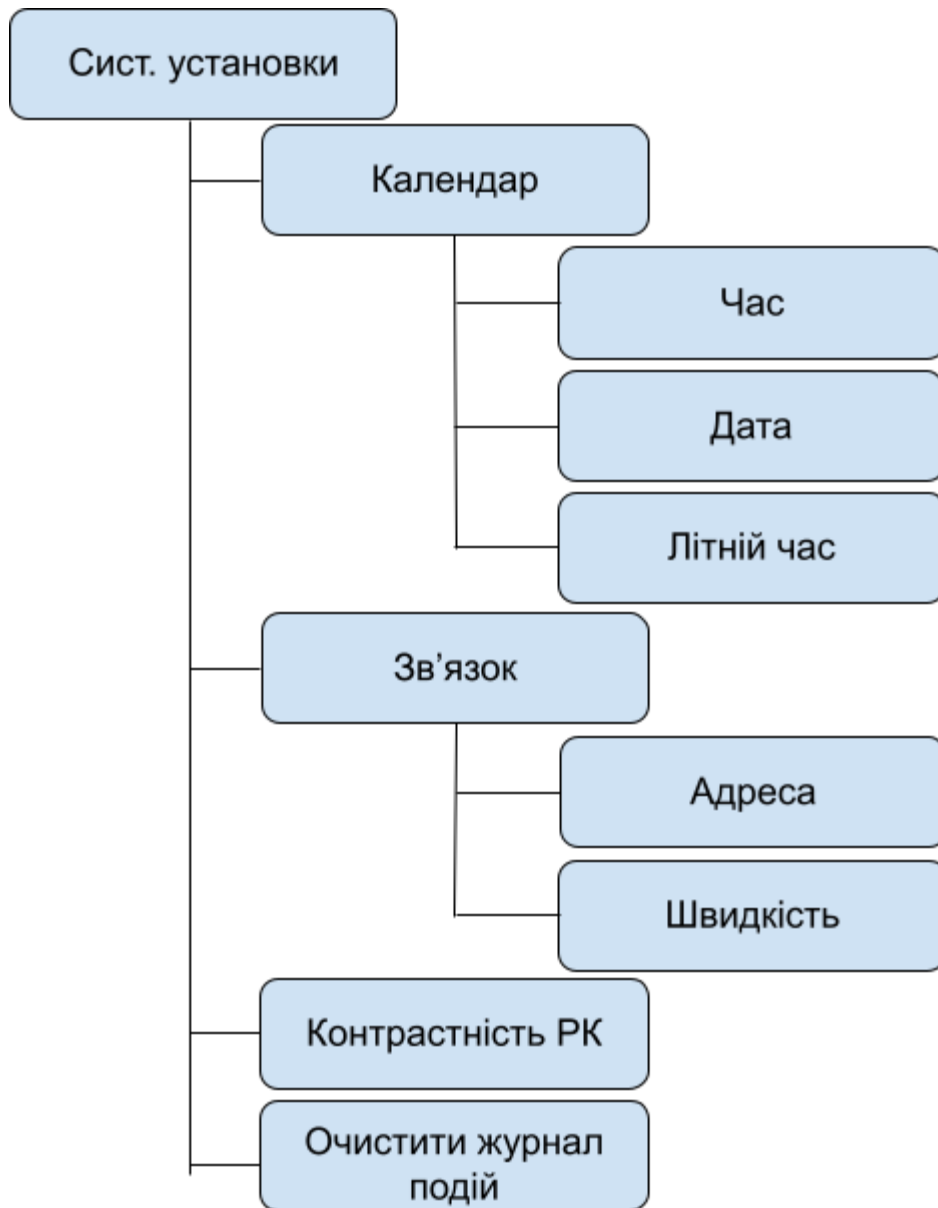 Сист. установки
Календар
Час
Дата
Літній час
Зв’язок
Адреса
Швидкість
Контрастність РК
Очистити журнал
подій